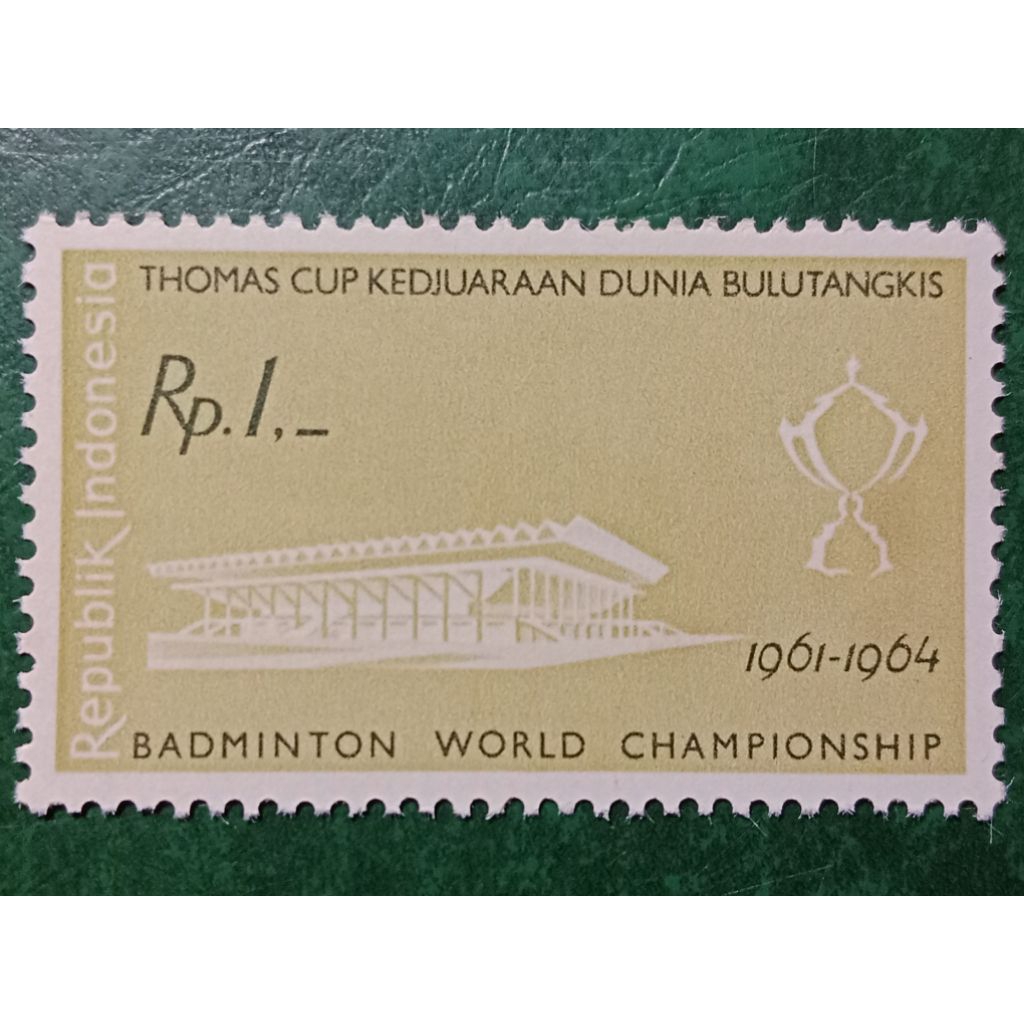 THOMAS CUP KEDJUARAAN DUNIA BULUTANGKIS
Republik Indonesia
Rp.1,_
1961-1964
BADMINTON WORLD CHAMPIONSHIP